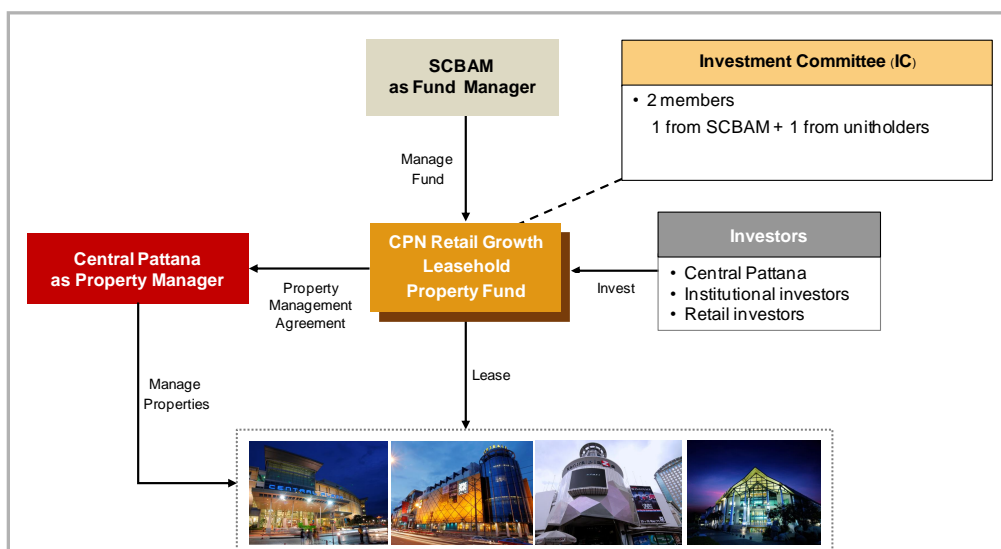 SCBAM
as Fund Manager
Investment Committee (IC)
• 2 members
1 from SCBAM + 1 from unitholders
Manage
Fund
CPN Retail Growth
Leasehold
Property Fund
Central Pattana
as Property Manager
Investors
• Central Pattana
• Institutional investors
• Retail investors
Property
Management
Agreement
Invest
Lease
Manage
Properties